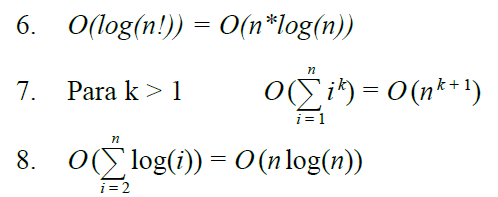 6. O(log(n!)) = O(n*log(n))
7. Para k > 1 O(∑_{i=1}^{n} i^k) = O(n^{k+1})
8. O(∑_{i=2}^{n} log(i)) = O(n log(n))